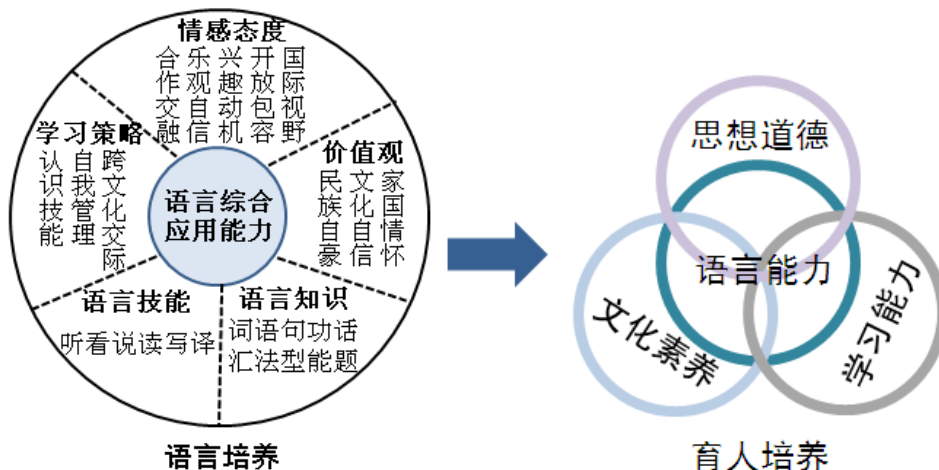 情感态度
合作交融
乐观自信
兴趣动机
开放包容
国际视野
学习策略
认识技能
自我管理
跨文化交际
价值观
民族自豪
文化自信
家国情怀
语言综合
应用能力
语言技能
听看说读写译
语言知识
词汇
语法
句型
功能
话题
语言培养
思想道德
语言能力
文化素养
学习能力
育人培养